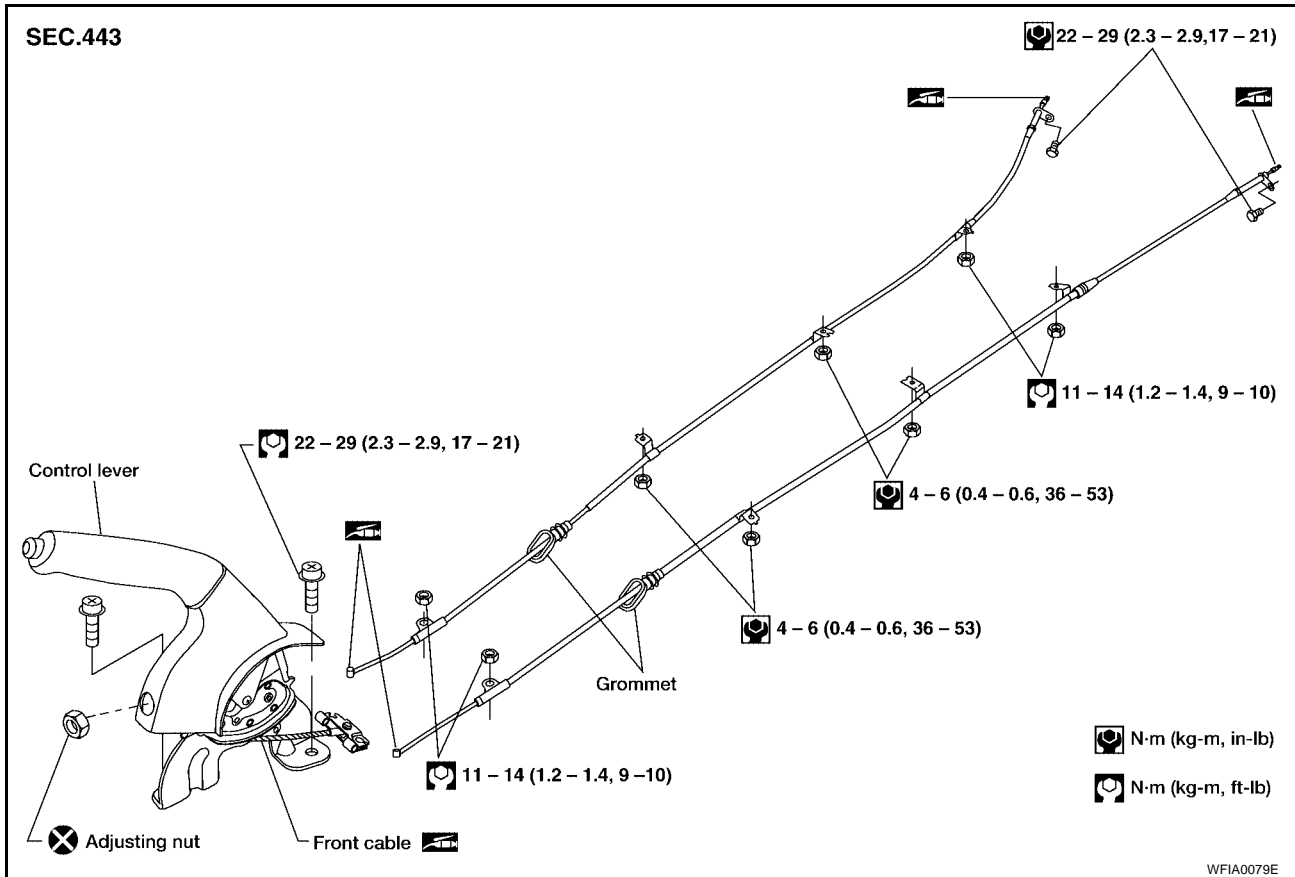 SEC.443
22 – 29 (2.3 – 2.9,17 – 21)
11 – 14 (1.2 – 1.4, 9 – 10)
22 – 29 (2.3 – 2.9, 17 – 21)
Control lever
4 – 6 (0.4 – 0.6, 36 – 53)
4 – 6 (0.4 – 0.6, 36 – 53)
Grommet
11 – 14 (1.2 – 1.4, 9 –10)
N·m (kg-m, in-lb)
N·m (kg-m, ft-lb)
Adjusting nut
Front cable
WFIA0079E